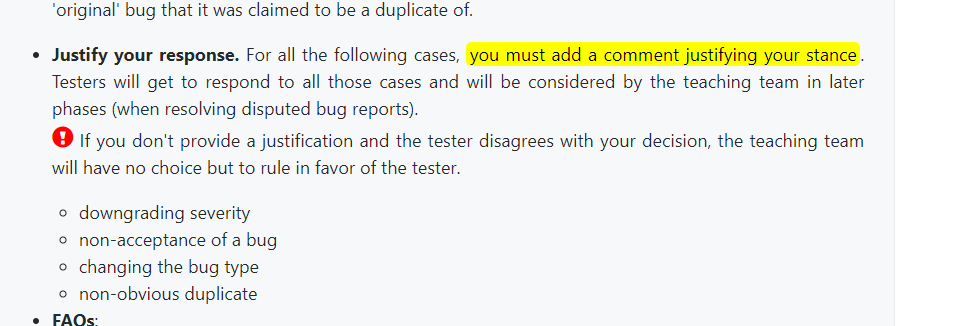 'original' bug that it was claimed to be a duplicate of.
Justify your response. For all the following cases, you must add a comment justifying your stance.
Testers will get to respond to all those cases and will be considered by the teaching team in later
phases (when resolving disputed bug reports).
If you don't provide a justification and the tester disagrees with your decision, the teaching team
will have no choice but to rule in favor of the tester.
downgrading severity
non-acceptance of a bug
changing the bug type
non-obvious duplicate
FAQs: